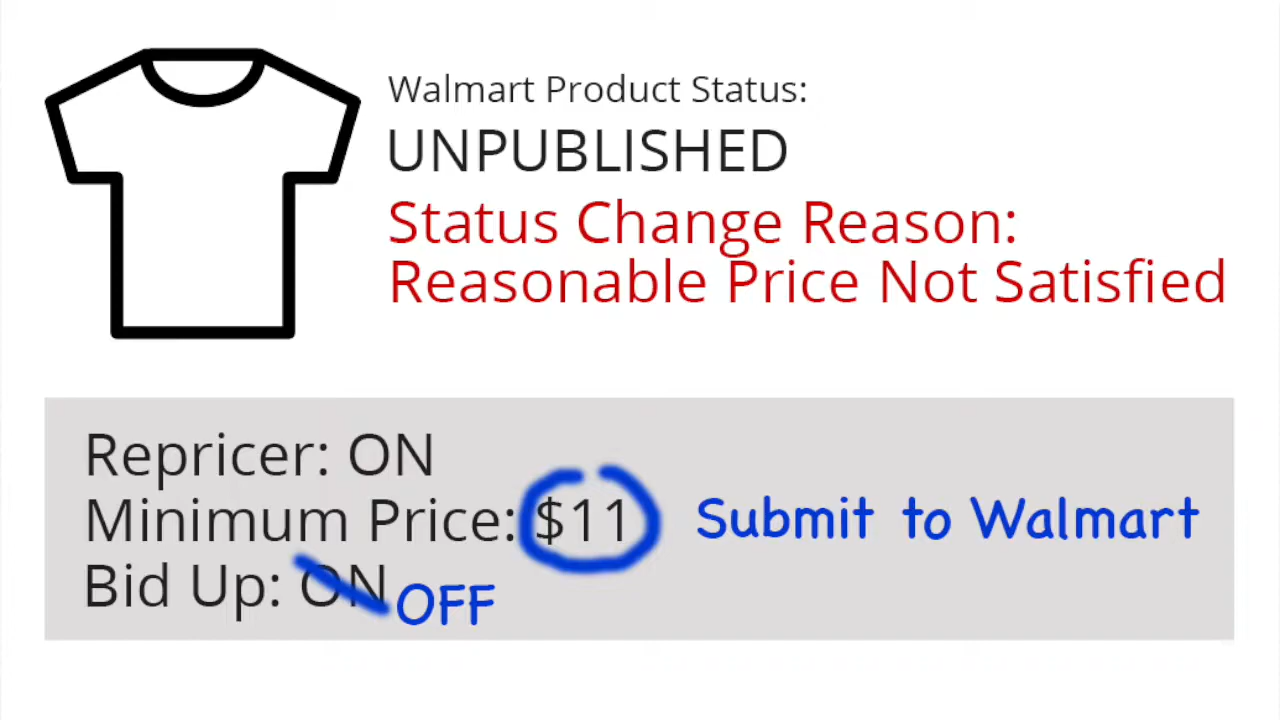 Walmart Product Status:
UNPUBLISHED
Status Change Reason:
Reasonable Price Not Satisfied
Repricer: ON
Minimum Price: $11 Submit to Walmart
Bid Up: ON OFF